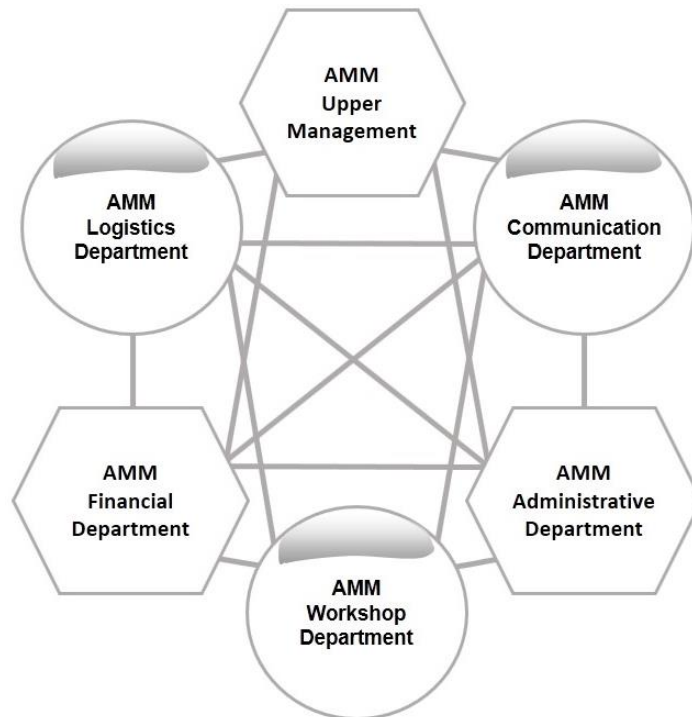 AMM
Upper
Management
AMM
Logistics
Department
AMM
Communication
Department
AMM
Financial
Department
AMM
Administrative
Department
AMM
Workshop
Department